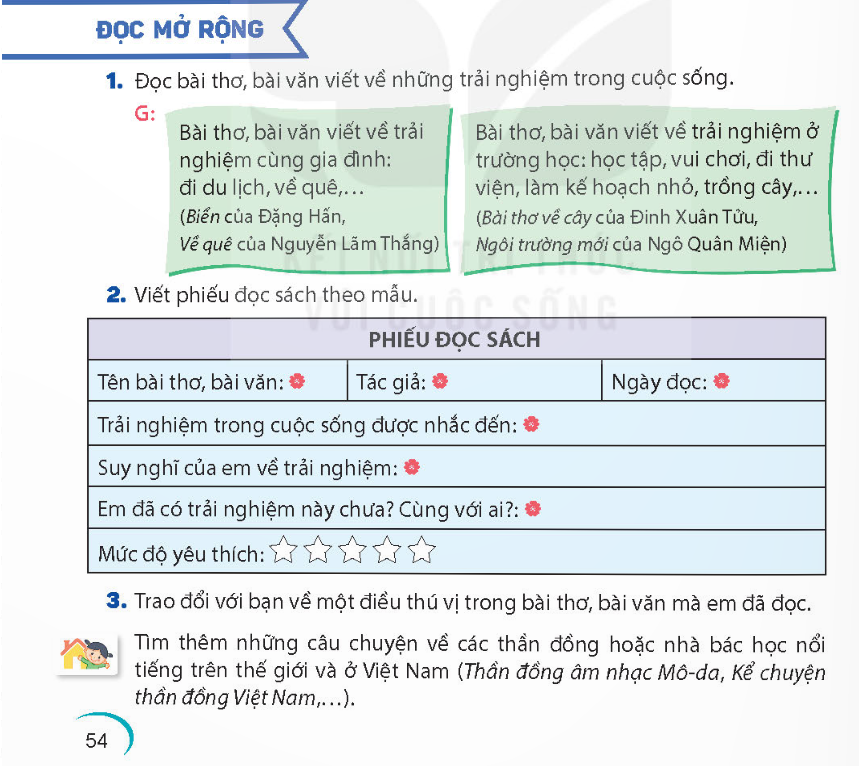 ĐỌC MỞ RỘNG
1. Đọc bài thơ, bài văn viết về những trải nghiệm trong cuộc sống.
G:
Bài thơ, bài văn viết về trải
nghiệm cùng gia đình:
đi du lịch, về quê,...
(Biển của Đặng Hấn,
Về quê của Nguyễn Lãm Thắng)
Bài thơ, bài văn viết về trải nghiệm ở
trường học: học tập, vui chơi, đi thư
viện, làm kế hoạch nhỏ, trồng cây,...
(Bài thơ về cây của Đinh Xuân Tửu,
Ngôi trường mới của Ngô Quân Miện)
KẾT NỐI TRI THỨC
VỚI CUỘC SỐNG
2. Viết phiếu đọc sách theo mẫu.
PHIẾU ĐỌC SÁCH
Tên bài thơ, bài văn:
Tác giả:
Ngày đọc:
Trải nghiệm trong cuộc sống được nhắc đến:
Suy nghĩ của em về trải nghiệm:
Em đã có trải nghiệm này chưa? Cùng với ai?:
Mức độ yêu thích:
3. Trao đổi với bạn về một điều thú vị trong bài thơ, bài văn mà em đã đọc.
Tìm thêm những câu chuyện về các thần đồng hoặc nhà bác học nổi
tiếng trên thế giới và ở Việt Nam (Thần đồng âm nhạc Mô-da, Kể chuyện
thần đồng Việt Nam,...).
54